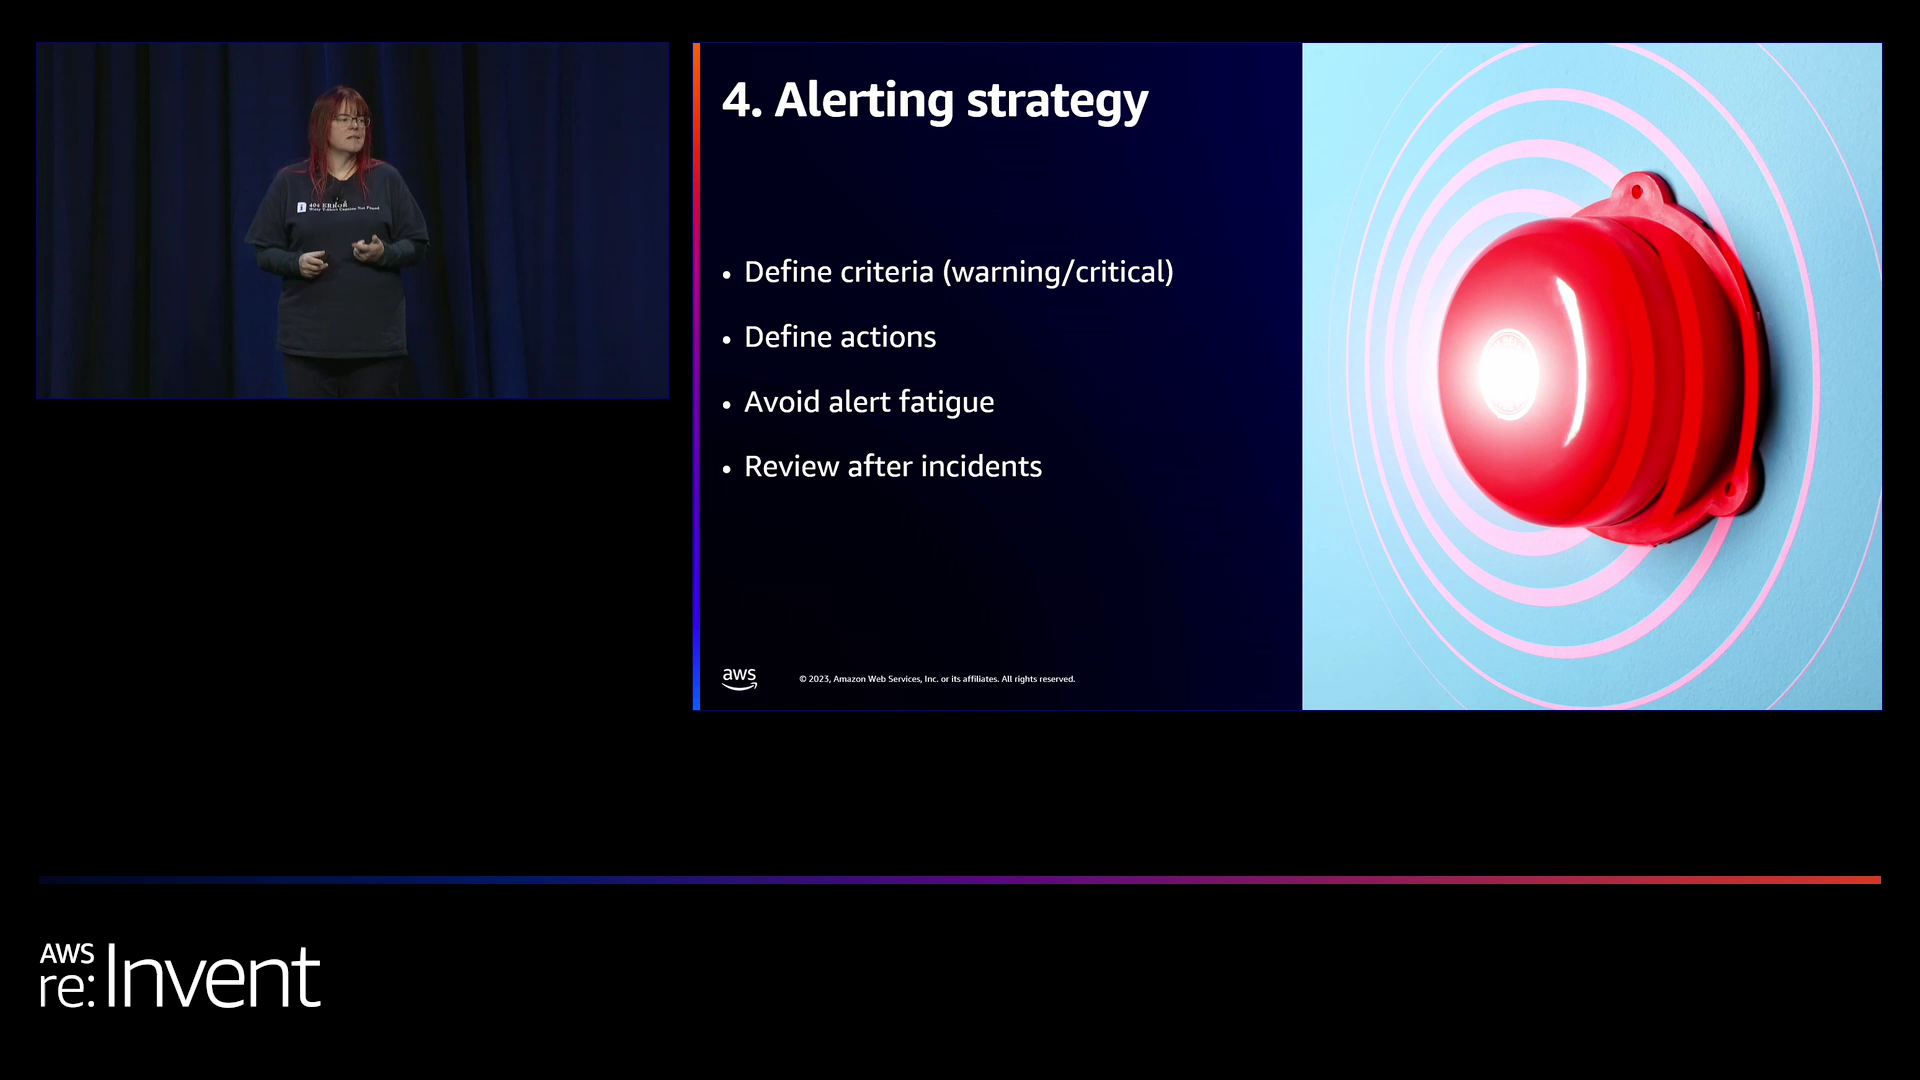 404 ERROR
4. Alerting strategy
• Define criteria (warning/critical)
• Define actions
• Avoid alert fatigue
• Review after incidents
aws
© 2023, Amazon Web Services, Inc. or its affiliates. All rights reserved.
AWS
re:Invent